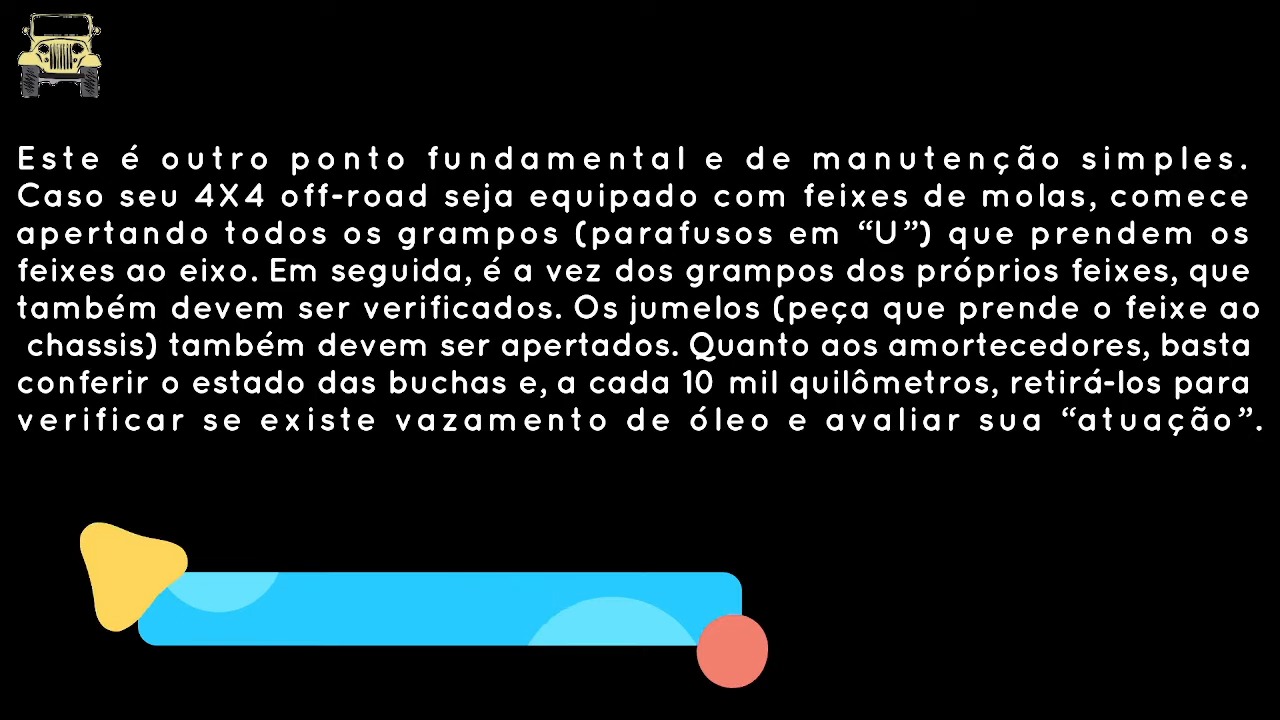 Este é outro ponto fundamental e de manutenção simples.
Caso seu 4X4 off-road seja equipado com feixes de molas, comece
apertando todos os grampos (parafusos em “U”) que prendem os
feixes ao eixo. Em seguida, é a vez dos grampos dos próprios feixes, que
também devem ser verificados. Os jumelos (peça que prende o feixe ao
chassis) também devem ser apertados. Quanto aos amortecedores, basta
conferir o estado das buchas e, a cada 10 mil quilômetros, retirá-los para
verificar se existe vazamento de óleo e avaliar sua “atuação”.